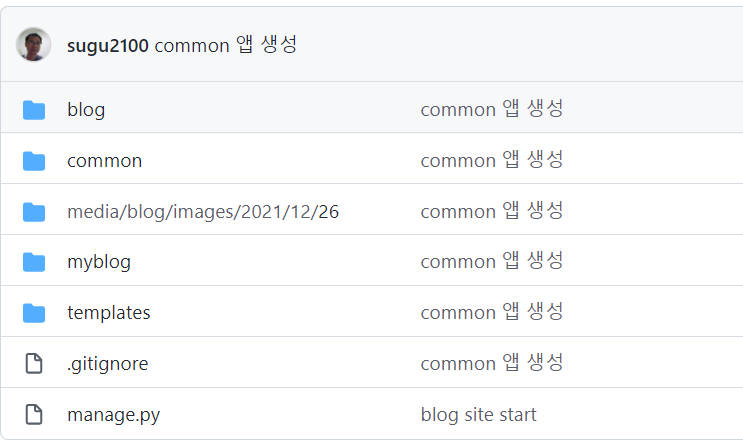 sugu2100 common 앱 생성
blog common 앱 생성
common common 앱 생성
media/blog/images/2021/12/26 common 앱 생성
myblog common 앱 생성
templates common 앱 생성
.gitignore common 앱 생성
manage.py blog site start